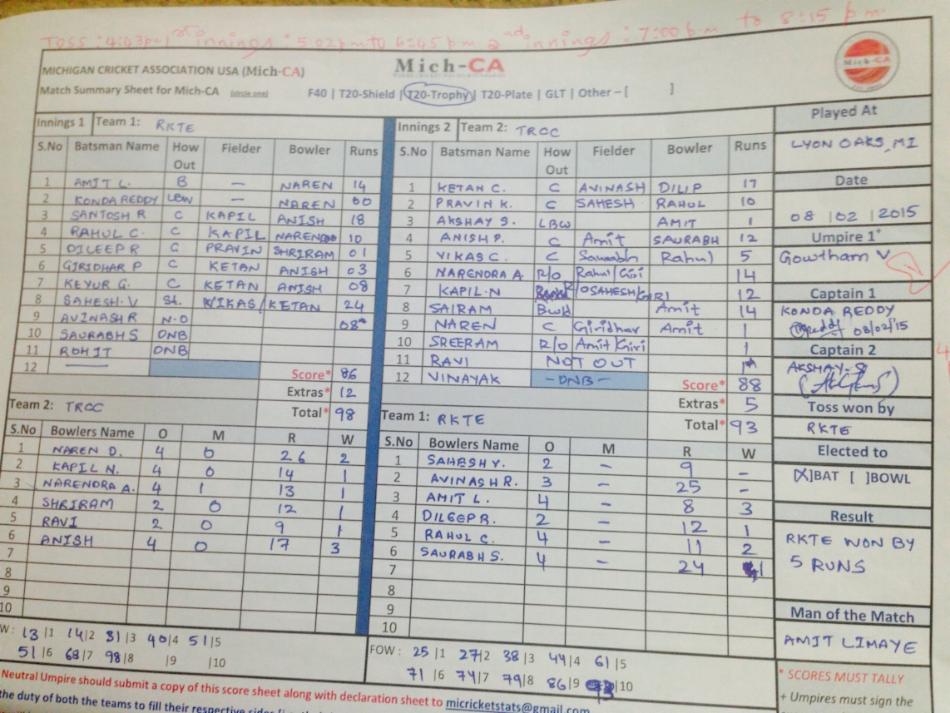 TOSS : 4:43pm 1st innings : 5:02pm to 6:45 pm 2nd innings : 7:00 p.m to 8:15 p.m
MICHIGAN CRICKET ASSOCIATION USA (Mich-CA)
Mich-CA
Mich-CA
Match Summary Sheet for Mich-CA (circle one) F40 | T20-Shield | T20-Trophy | T20-Plate | GLT | Other – [ ]
Innings 1 Team 1: RKTE
S.No Batsman Name How Out Fielder Bowler Runs
1 AMIT L. B — NAREN 14
2 KONDA REDDY LBW — NAREN 00
3 SANTOSH R C KAPIL ANISH 18
4 RAHUL C. C KAPIL NAREND 10
5 DILEEP R C PRAVIN SHRIRAM 01
6 GIRIDHAR P C KETAN ANISH 03
7 KEYUR G. C KETAN ANISH 08
8 SAHESH.V St. VIKAS/KETAN 24
9 AVINASH R N.O 08*
10 SAURABH S DNB
11 ROHIT DNB
12 —
Score* 86
Extras* 12
Total* 98
Team 2: TRCC
S.No Bowlers Name O M R W
1 NAREN D. 4 0 26 2
2 KAPIL N. 4 0 14 1
3 NARENDRA A. 4 1 13 1
4 SHRIRAM 2 0 12 1
5 RAVI 2 0 9 1
6 ANISH 4 0 17 3
7
8
9
10
W: 13|1 14|2 31|3 40|4 51|5
51|6 68|7 98|8 |9 |10
Innings 2 Team 2: TRCC
S.No Batsman Name How Out Fielder Bowler Runs
1 KETAN C. C AVINASH DILIP 17
2 PRAVIN K. C SAHESH RAHUL 10
3 AKSHAY S. LBW AMIT 1
4 ANISH P. C Amit SAURABH 12
5 VIKAS C. C Saurabh Rahul 5
6 NARENDRA A R/o Rahul/Giri 14
7 KAPIL.N R/O SAHESH/GIRI 12
8 SAIRAM Bwld Amit 14
9 NAREN C Giridhar Amit 1
10 SREERAM R/o Amit/Giri 1
11 RAVI NOT OUT 1*
12 VINAYAK – DNB –
Score* 88
Extras* 5
Total* 93
Team 1: RKTE
S.No Bowlers Name O M R W
1 SAHESH Y. 2 – 9 –
2 AVINASH R. 3 – 25 –
3 AMIT L. 4 – 8 3
4 DILEEP R. 2 – 12 1
5 RAHUL C. 4 – 11 2
6 SAURABH S. 4 – 24 1
7
8
9
10
FOW: 25|1 27|2 38|3 44|4 61|5
71|6 74|7 79|8 86|9 93|10
Played At
LYON OAKS, MI
Date
08 | 02 | 2015
Umpire 1*
Gowtham V
Captain 1
KONDA REDDY
08/02/'15
Captain 2
AKSHAY. S
Toss won by
RKTE
Elected to
[X]BAT [ ]BOWL
Result
RKTE WON BY
5 RUNS
Man of the Match
AMIT LIMAYE
* SCORES MUST TALLY
+ Umpires must sign the
Neutral Umpire should submit a copy of this score sheet along with declaration sheet to micricketstats@gmail.com
the duty of both the teams to fill their respective sides